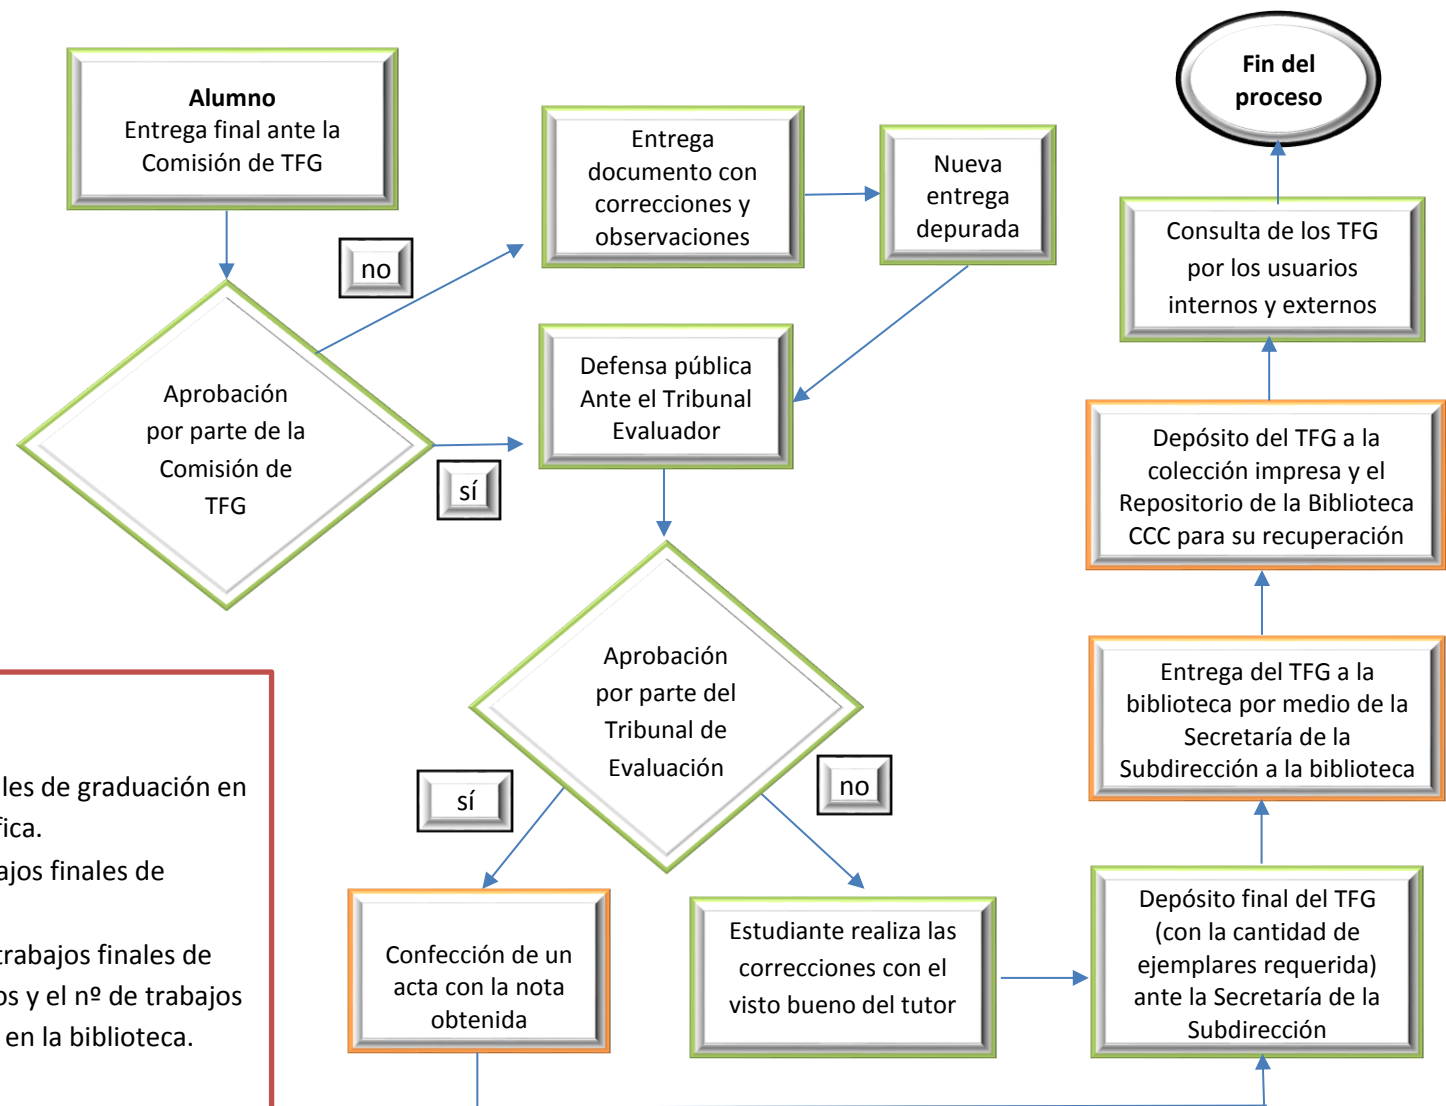 Alumno
Entrega final ante la
Comisión de TFG
no
Entrega
documento con
correcciones y
observaciones
Nueva
entrega
depurada
Aprobación
por parte de la
Comisión de
TFG
sí
Defensa pública
Ante el Tribunal
Evaluador
Aprobación
por parte del
Tribunal de
Evaluación
sí
no
Confección de un
acta con la nota
obtenida
Estudiante realiza las
correcciones con el
visto bueno del tutor
Depósito final del TFG
(con la cantidad de
ejemplares requerida)
ante la Secretaría de la
Subdirección
Entrega del TFG a la
biblioteca por medio de la
Secretaría de la
Subdirección a la biblioteca
Depósito del TFG a la
colección impresa y el
Repositorio de la Biblioteca
CCC para su recuperación
Consulta de los TFG
por los usuarios
internos y externos
Fin del
proceso
les de graduación en
fica.
ajos finales de
trabajos finales de
os y el nº de trabajos
en la biblioteca.